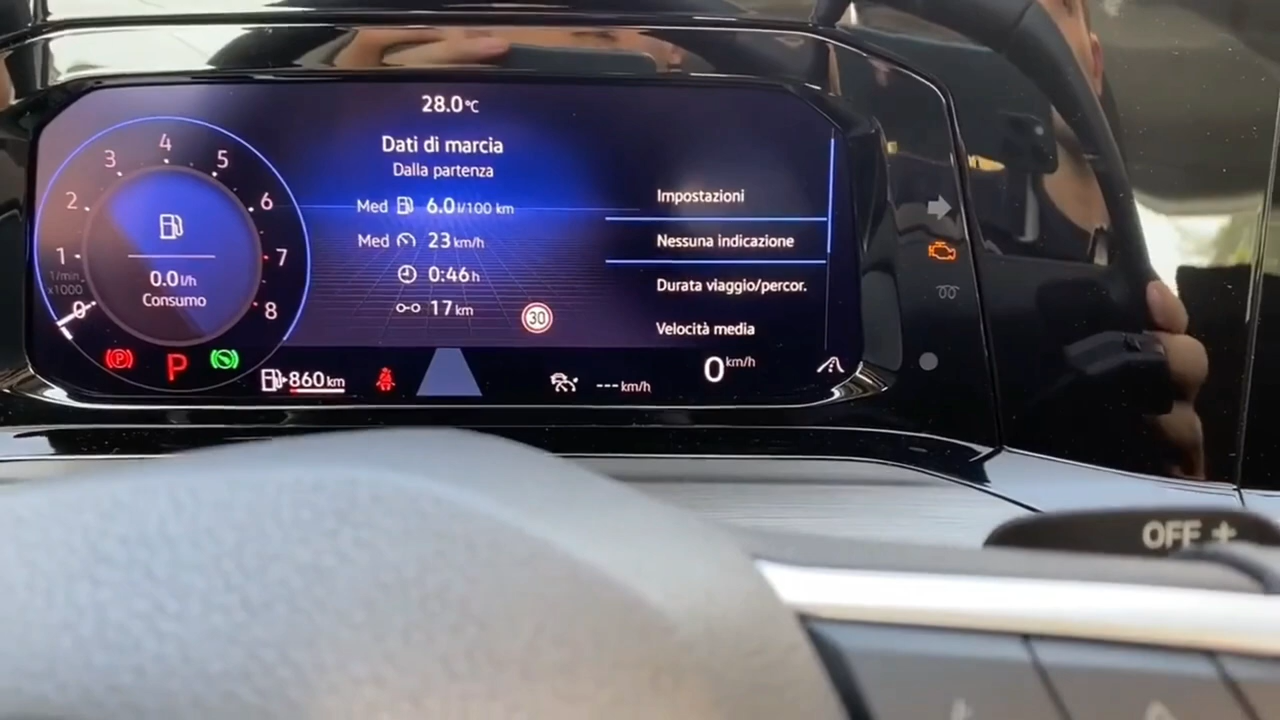 28.0°C
Dati di marcia
Dalla partenza
Med 6.0 l/100 km
Med 23 km/h
0:46 h
17 km
30
Impostazioni
Nessuna indicazione
Durata viaggio/percor.
Velocità media
0 1 2 3 4 5 6 7 8
1/min
x1000
0.0 l/h
Consumo
(P) P
860 km
--- km/h
0 km/h
OFF +